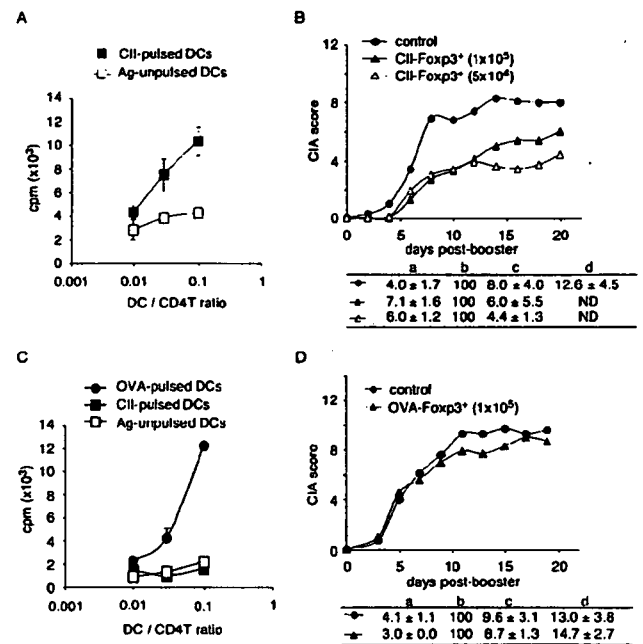 A
CII-pulsed DCs
Ag-unpulsed DCs
14
12
10
8
6
4
2
0
cpm (x10³)
0.001 0.01 0.1 1
DC / CD4T ratio
B
control
CII-Foxp3⁺ (1x10⁵)
CII-Foxp3⁺ (5x10⁴)
12
8
4
0
CIA score
0 5 10 15 20
days post-booster
a b c d
4.0 ± 1.7 100 8.0 ± 4.0 12.6 ± 4.5
7.1 ± 1.6 100 6.0 ± 5.5 ND
6.0 ± 1.2 100 4.4 ± 1.3 ND
C
OVA-pulsed DCs
CII-pulsed DCs
Ag-unpulsed DCs
14
12
10
8
6
4
2
0
cpm (x10³)
0.001 0.01 0.1 1
DC / CD4T ratio
D
control
OVA-Foxp3⁺ (1x10⁵)
12
8
4
0
CIA score
0 5 10 15 20
days post-booster
a b c d
4.1 ± 1.1 100 9.6 ± 3.1 13.0 ± 3.8
3.0 ± 0.0 100 8.7 ± 1.3 14.7 ± 2.7